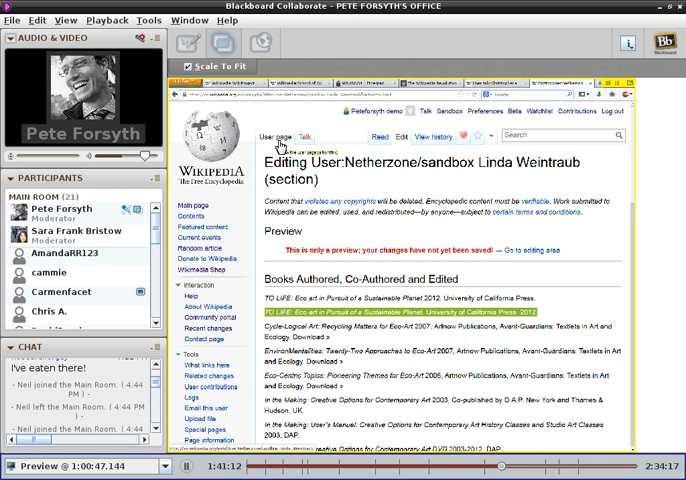 Blackboard Collaborate - PETE FORSYTH'S OFFICE
File Edit View Playback Tools Window Help
AUDIO & VIDEO
Pete Forsyth
PARTICIPANTS
MAIN ROOM (21)
Pete Forsyth
Moderator
Sara Frank Bristow
Moderator
AmandaRR123
cammie
Carmenfacet
Chris A.
CHAT
I've eaten there!
- Neil joined the Main Room. ( 4:44
PM ) -
- Neil left the Main Room. ( 4:44
PM ) -
- Neil joined the Main Room. ( 4:44
Preview @ 1:00:47.144
1:41:12
2:34:17
Scale To Fit
Bb
Blackboard
Peteforsyth demo 0 Talk Sandbox Preferences Beta Watchlist Contributions Log out
User page Talk Read Edit View history Search
WIKIPEDIA
The Free Encyclopedia
Main page
Contents
Featured content
Current events
Random article
Donate to Wikipedia
Wikimedia Shop
Interaction
Help
About Wikipedia
Community portal
Recent changes
Contact page
Tools
What links here
Related changes
User contributions
Logs
Email this user
Upload file
Special pages
Page information
Editing User:Netherzone/sandbox Linda Weintraub
(section)
Content that violates any copyrights will be deleted. Encyclopedic content must be verifiable. Work submitted to
Wikipedia can be edited, used, and redistributed—by anyone—subject to certain terms and conditions.
Preview
This is only a preview; your changes have not yet been saved! → Go to editing area
Books Authored, Co-Authored and Edited
TO LIFE: Eco art in Pursuit of a Sustainable Planet 2012. University of California Press.
TO LIFE: Eco art in Pursuit of a Sustainable Planet. University of California Press. 2012.
Cycle-Logical Art: Recycling Matters for Eco-Art 2007, Artnow Publications, Avant-Guardians: Textlets in Art and
Ecology. Download »
EnvironMentalities: Twenty-Two Approaches to Eco-Art 2007, Artnow Publications, Avant-Guardians: Textlets in Art
and Ecology. Download »
Eco-Centric Topics: Pioneering Themes for Eco-Art 2006, Artnow Publications, Avant-Guardians: Textlets in Art and
Ecology. Download »
In the Making: Creative Options for Contemporary Art 2003, Co-published by D.A.P. New York and Thames &
Hudson, UK.
In the Making: User's Manual: Creative Options for Contemporary Art History Classes and Studio Art Classes
2003, DAP.
Creative Options for Contemporary Art DVD 2003-2012, DAP.